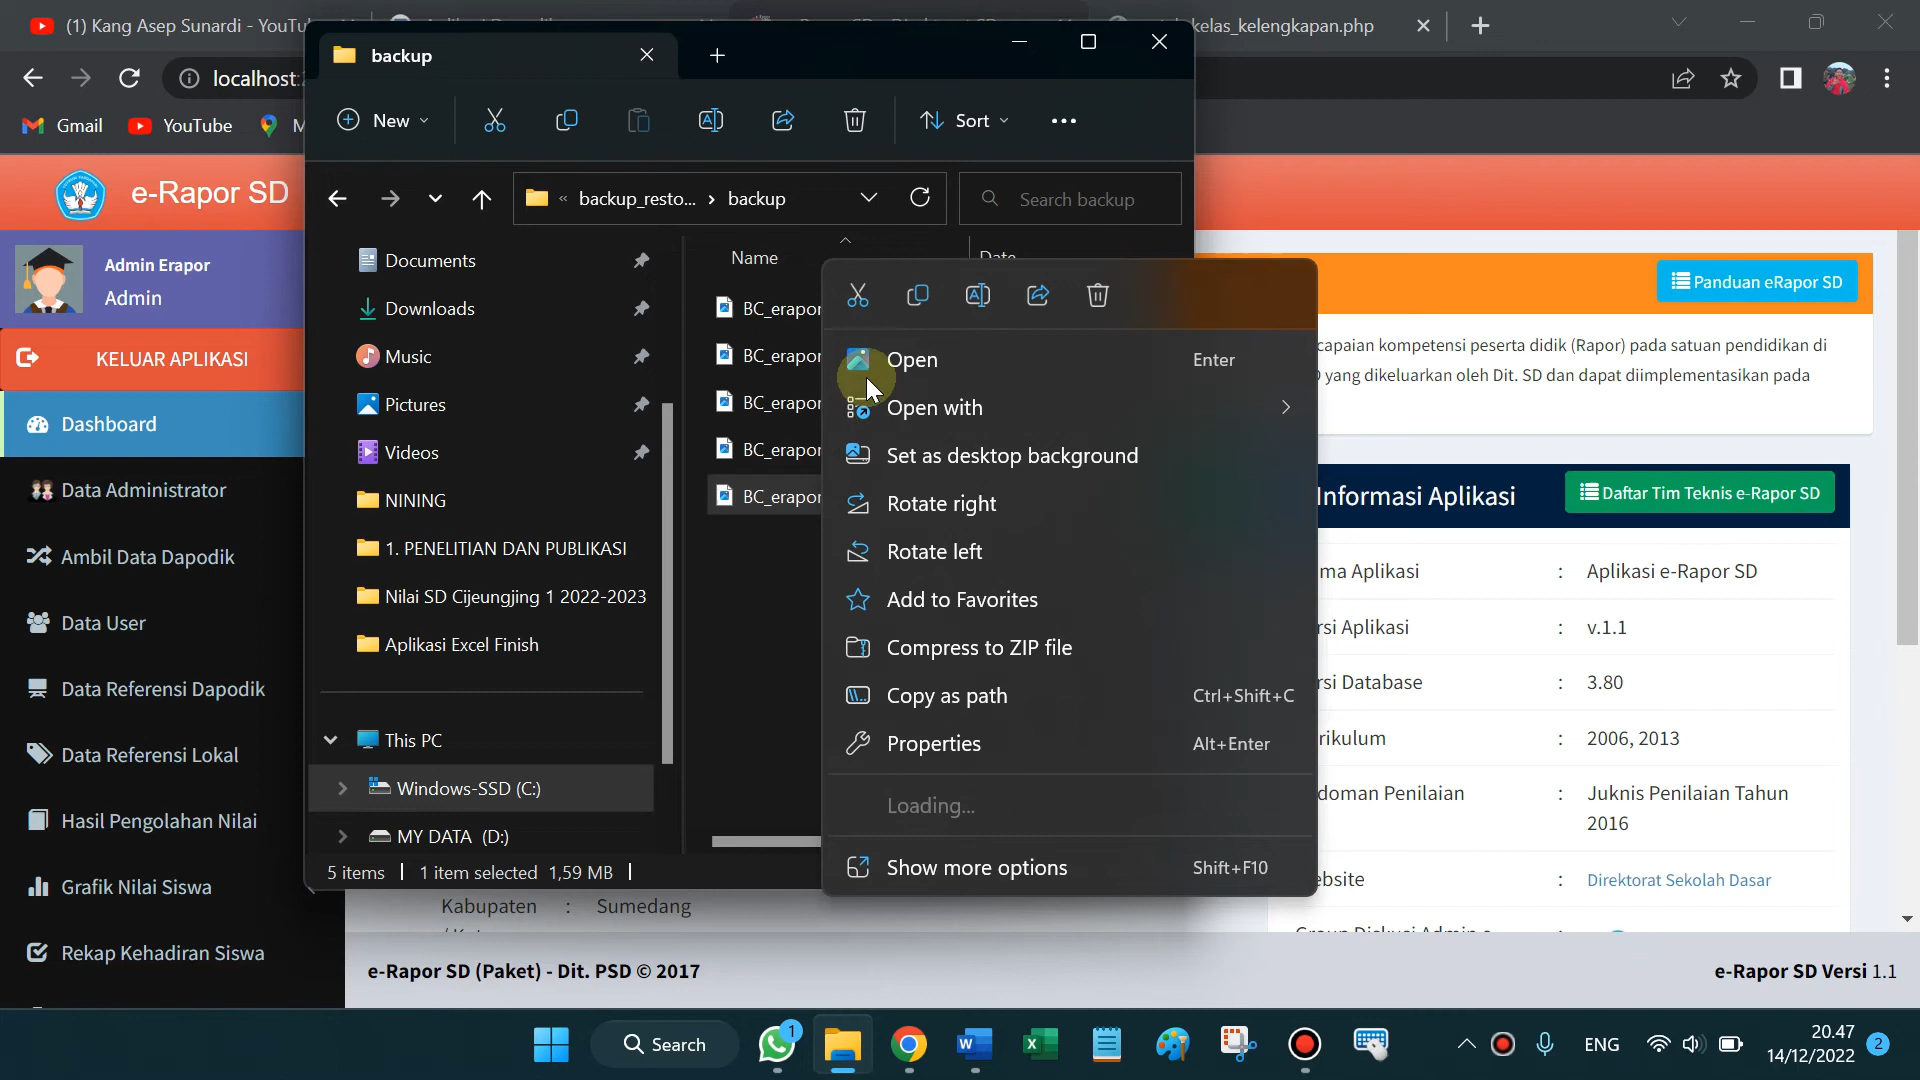 (1) Kang Asep Sunardi - YouTu
kelas_kelengkapan.php
backup
localhost:
Gmail
YouTube
M
New
Sort
backup_resto...
backup
Search backup
Name
Date
Documents
Downloads
Music
Pictures
Videos
NINING
1. PENELITIAN DAN PUBLIKASI
Nilai SD Cijeungjing 1 2022-2023
Aplikasi Excel Finish
This PC
Windows-SSD (C:)
MY DATA (D:)
BC_erapor
BC_erapor
BC_erapor
BC_erapor
BC_erapor
5 items
1 item selected 1,59 MB
Open Enter
Open with
Set as desktop background
Rotate right
Rotate left
Add to Favorites
Compress to ZIP file
Copy as path Ctrl+Shift+C
Properties Alt+Enter
Loading...
Show more options Shift+F10
e-Rapor SD
Admin Erapor
Admin
KELUAR APLIKASI
Dashboard
Data Administrator
Ambil Data Dapodik
Data User
Data Referensi Dapodik
Data Referensi Lokal
Hasil Pengolahan Nilai
Grafik Nilai Siswa
Rekap Kehadiran Siswa
Panduan eRapor SD
capaian kompetensi peserta didik (Rapor) pada satuan pendidikan di
yang dikeluarkan oleh Dit. SD dan dapat diimplementasikan pada
Informasi Aplikasi
Daftar Tim Teknis e-Rapor SD
ma Aplikasi : Aplikasi e-Rapor SD
rsi Aplikasi : v.1.1
rsi Database : 3.80
rikulum : 2006, 2013
doman Penilaian : Juknis Penilaian Tahun
2016
ebsite : Direktorat Sekolah Dasar
Kabupaten : Sumedang
e-Rapor SD (Paket) - Dit. PSD © 2017
e-Rapor SD Versi 1.1
Search
1
ENG
20.47
14/12/2022
2